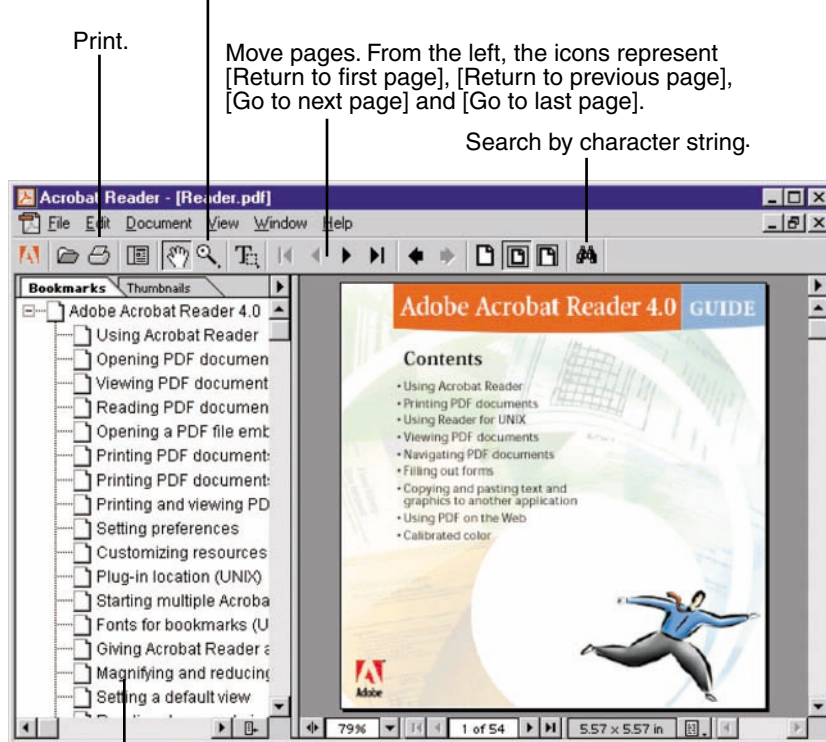 Print.
Move pages. From the left, the icons represent
[Return to first page], [Return to previous page],
[Go to next page] and [Go to last page].
Search by character string.
Acrobat Reader - [Reader.pdf]
File Edit Document View Window Help
Bookmarks Thumbnails
Adobe Acrobat Reader 4.0
Using Acrobat Reader
Opening PDF documen
Viewing PDF document
Reading PDF documen
Opening a PDF file emb
Printing PDF document
Printing PDF document
Printing and viewing PD
Setting preferences
Customizing resources
Plug-in location (UNIX)
Starting multiple Acroba
Fonts for bookmarks (U
Giving Acrobat Reader a
Magnifying and reducing
Setting a default view
Adobe Acrobat Reader 4.0 GUIDE
Contents
• Using Acrobat Reader
• Printing PDF documents
• Using Reader for UNIX
• Viewing PDF documents
• Navigating PDF documents
• Filling out forms
• Copying and pasting text and
graphics to another application
• Using PDF on the Web
• Calibrated color
Adobe
79% 1 of 54 5.57 x 5.57 in